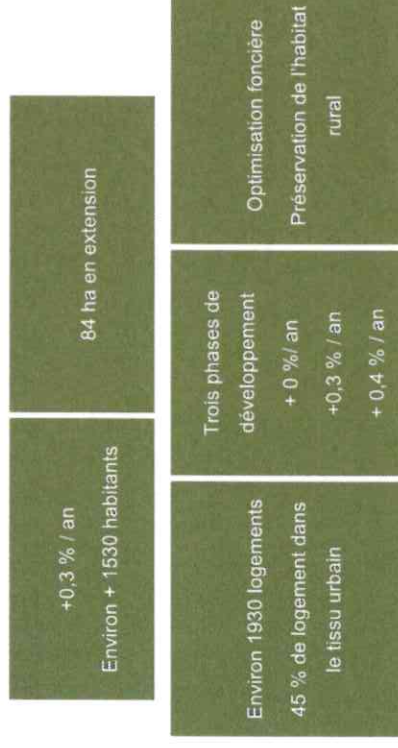 +0,3 % / an
Environ + 1530 habitants
84 ha en extension
Environ 1930 logements
45 % de logement dans
le tissu urbain
Trois phases de
développement
+ 0 %/ an
+0,3 % / an
+ 0,4 % / an
Optimisation foncière
Préservation de l'habitat
rural